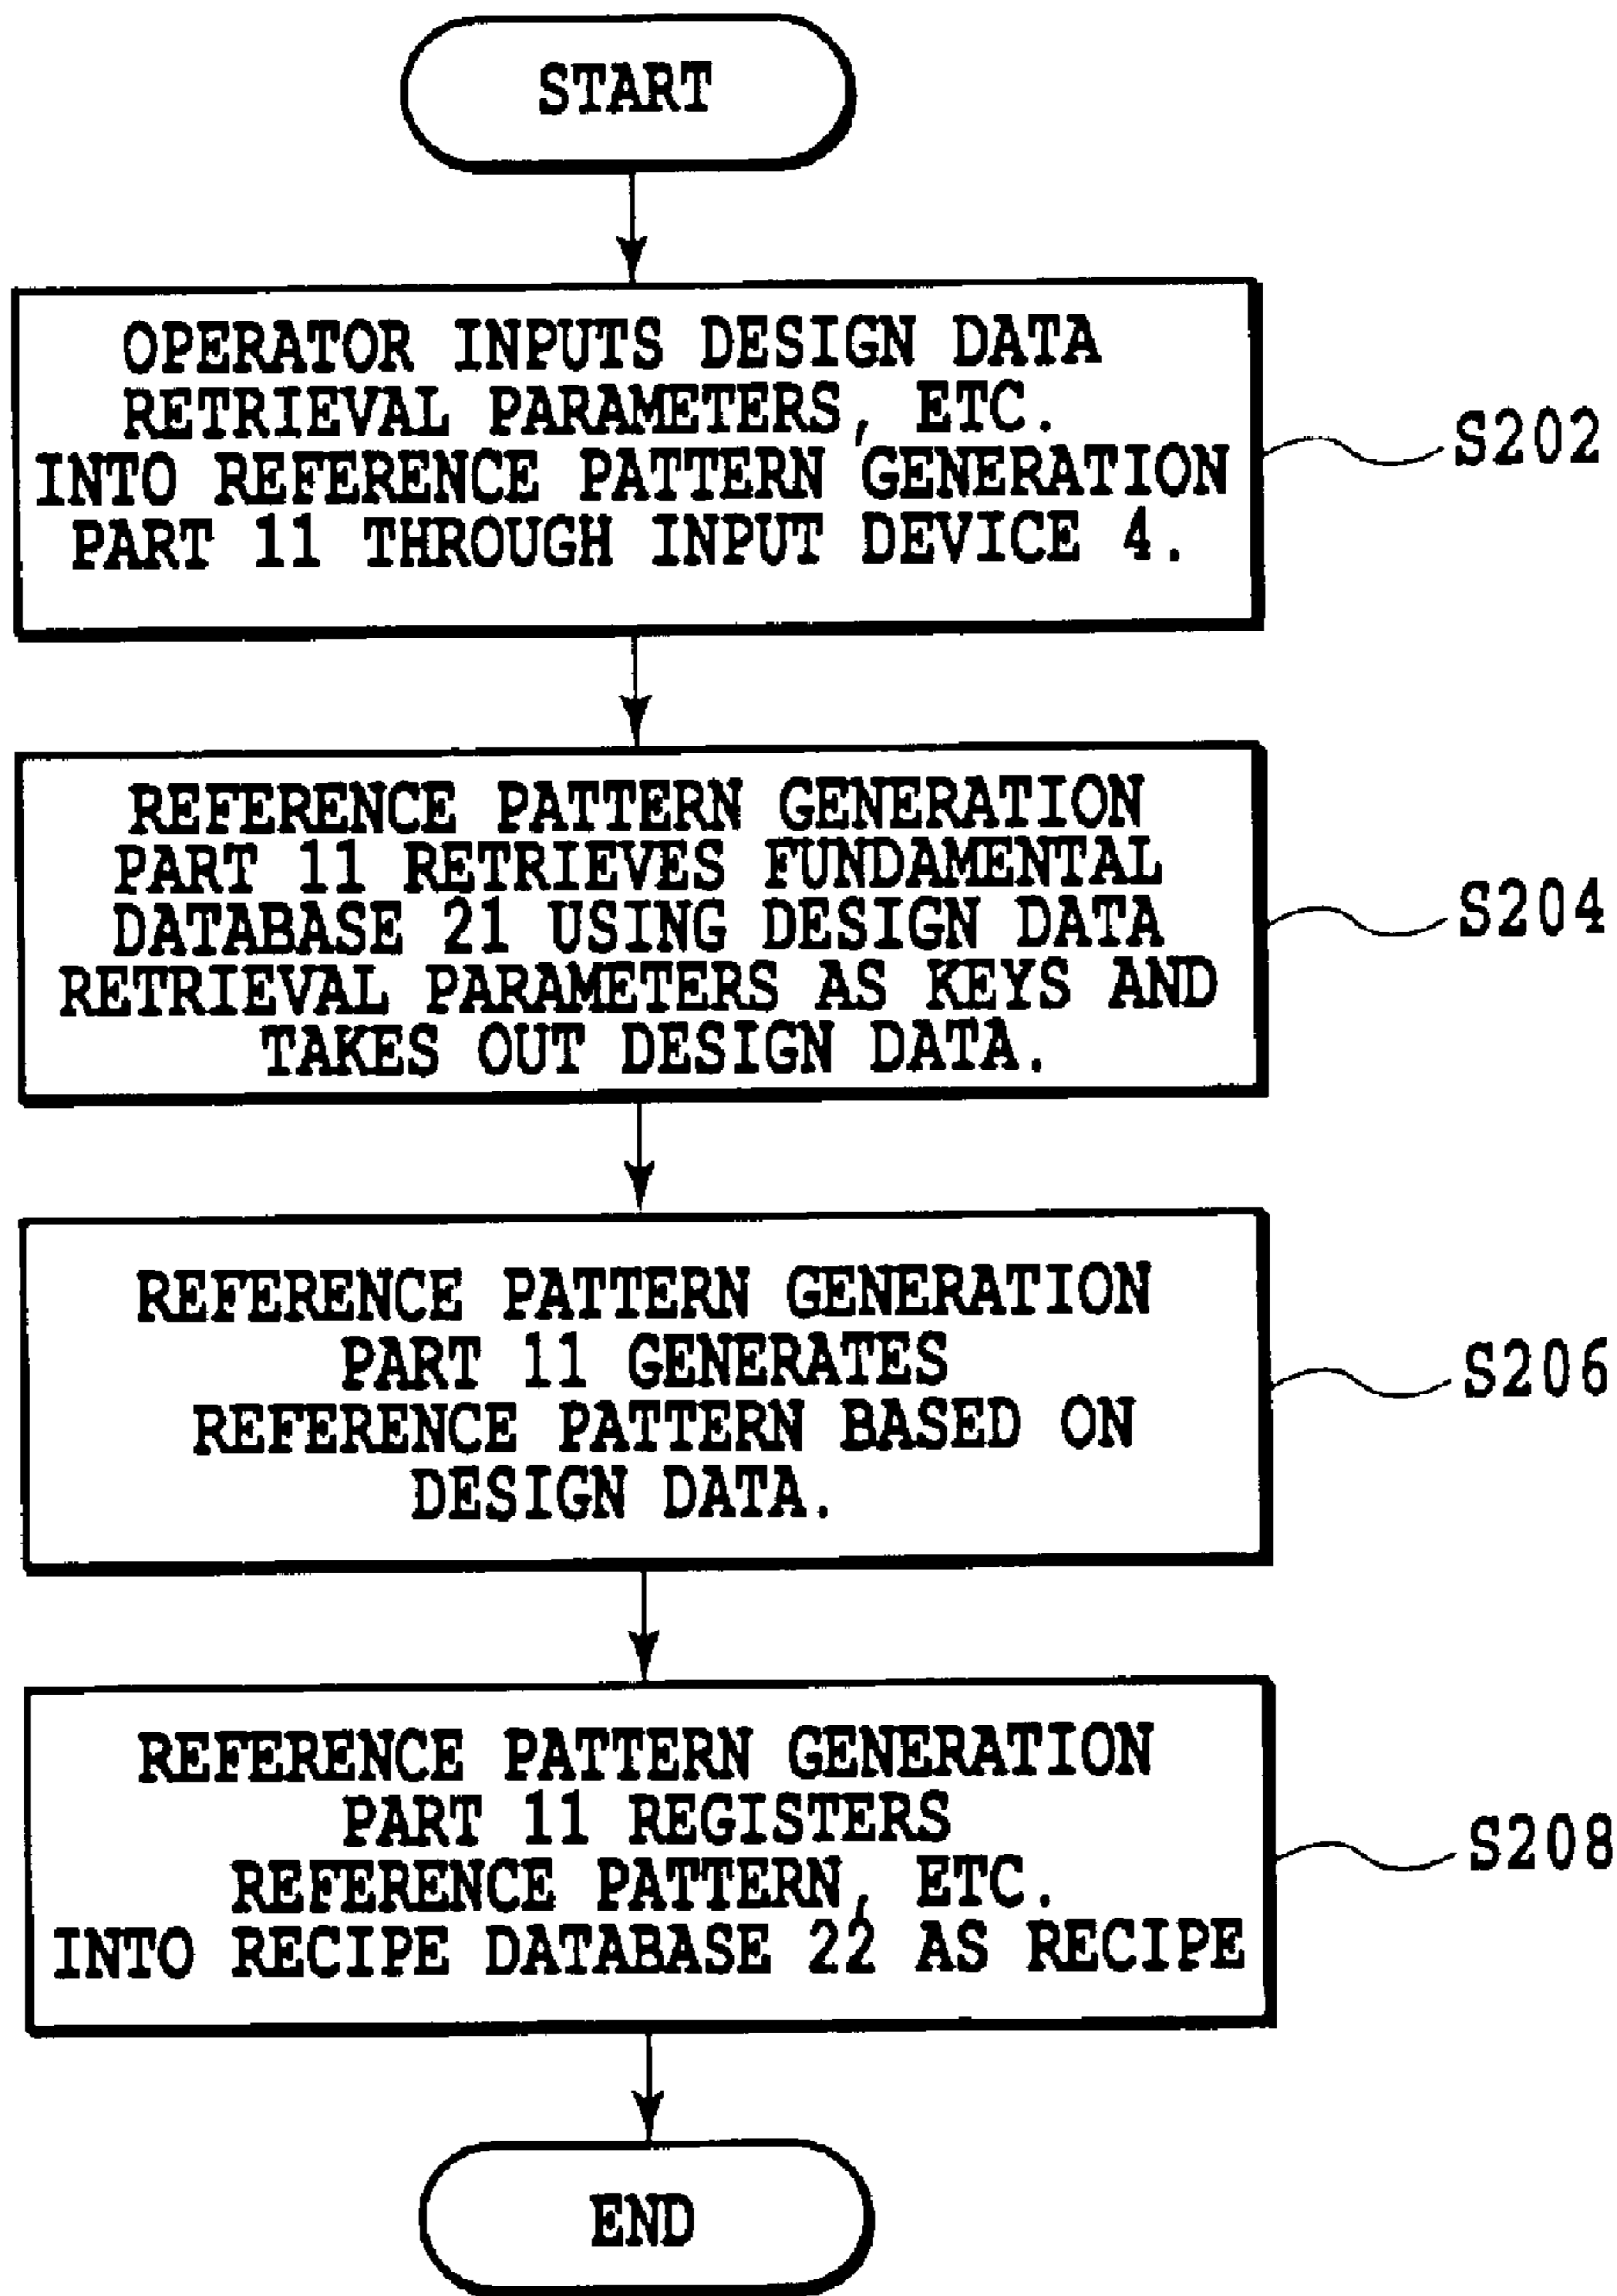 START
OPERATOR INPUTS DESIGN DATA
RETRIEVAL PARAMETERS, ETC.
INTO REFERENCE PATTERN GENERATION
PART 11 THROUGH INPUT DEVICE 4.
S202
REFERENCE PATTERN GENERATION
PART 11 RETRIEVES FUNDAMENTAL
DATABASE 21 USING DESIGN DATA
RETRIEVAL PARAMETERS AS KEYS AND
TAKES OUT DESIGN DATA.
S204
REFERENCE PATTERN GENERATION
PART 11 GENERATES
REFERENCE PATTERN BASED ON
DESIGN DATA.
S206
REFERENCE PATTERN GENERATION
PART 11 REGISTERS
REFERENCE PATTERN, ETC.
INTO RECIPE DATABASE 22 AS RECIPE
S208
END